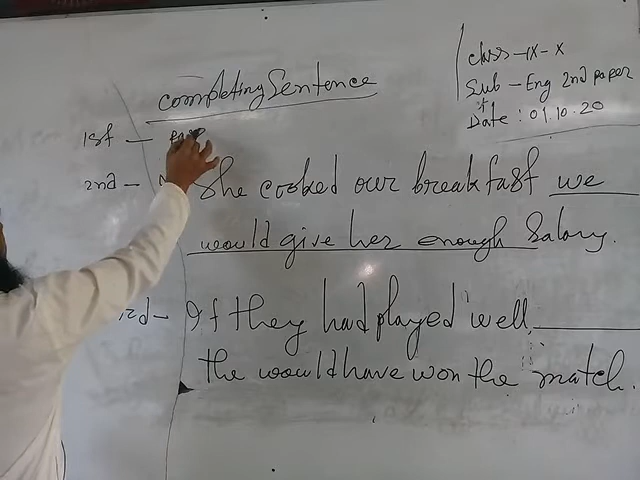 Class - IX - X
Sub - Eng 2nd paper
Date : 01.10.20
Completing Sentence
1st -
2nd - She cooked our breakfast we
would give her enough Salary.
If they had played well
the would have won the match.